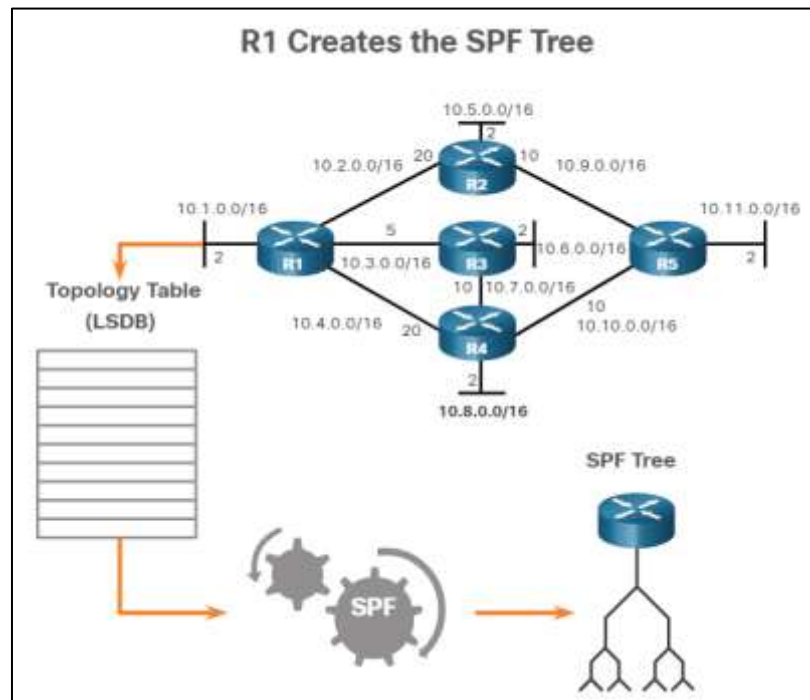 R1 Creates the SPF Tree
10.5.0.0/16
2
10.2.0.0/16
20
10
10.9.0.0/16
R2
10.1.0.0/16
10.11.0.0/16
5
2
2
R1
R3
10.6.0.0/16
R5
2
10.3.0.0/16
Topology Table
(LSDB)
10
10.7.0.0/16
10.4.0.0/16
20
10
10.10.0.0/16
R4
2
10.8.0.0/16
SPF Tree
SPF